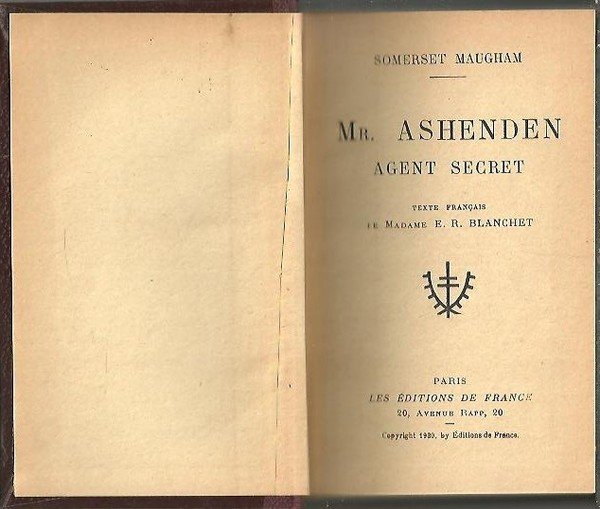 SOMERSET MAUGHAM
MR. ASHENDEN
AGENT SECRET
TEXTE FRANÇAIS
DE MADAME E. R. BLANCHET
PARIS
LES ÉDITIONS DE FRANCE
20, AVENUE RAPP, 20
Copyright by Éditions de France.